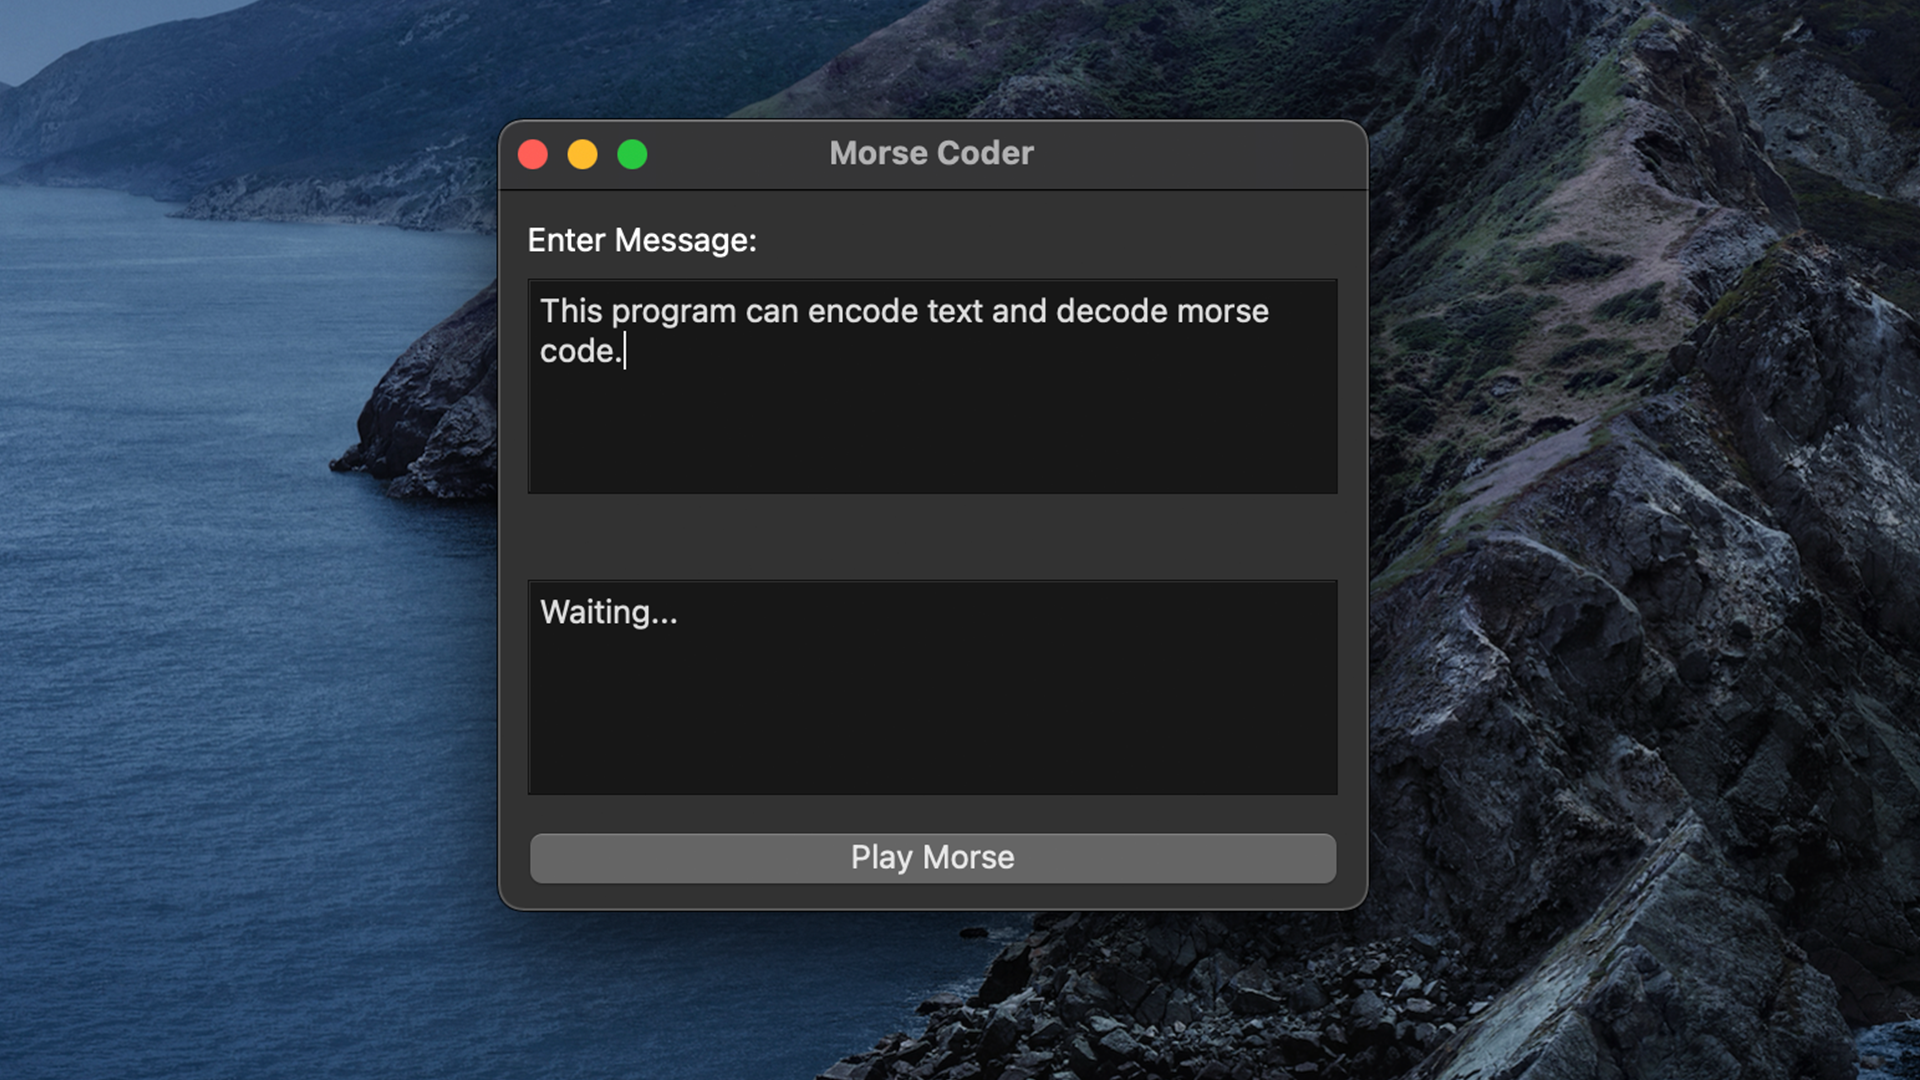 Morse Coder
Enter Message:
This program can encode text and decode morse
code.
Waiting...
Play Morse